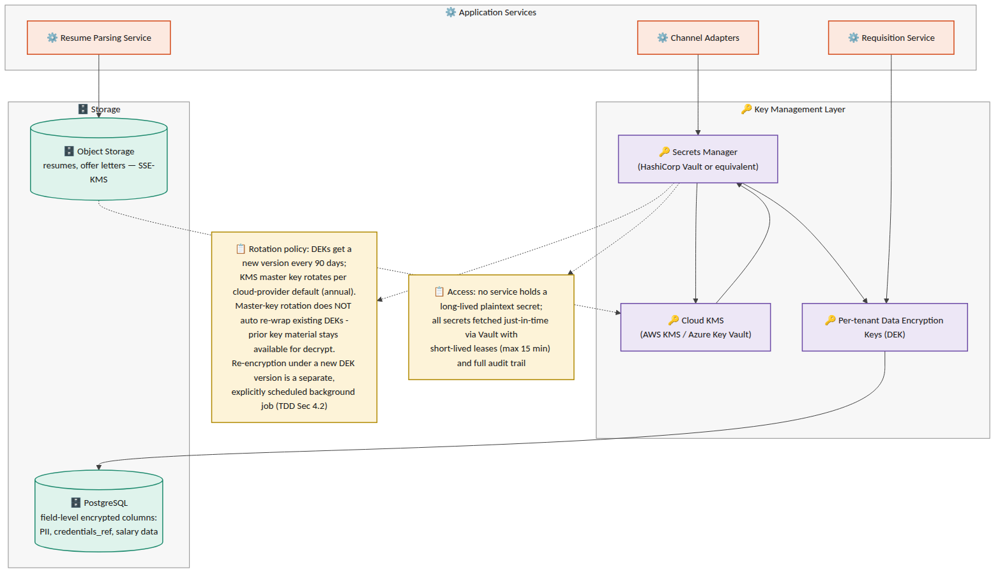 ⚙️ Application Services
⚙️ Resume Parsing Service
⚙️ Channel Adapters
⚙️ Requisition Service
🗄️ Storage
🗄️ Object Storage
resumes, offer letters — SSE-
KMS
🔑 Key Management Layer
🔑 Secrets Manager
(HashiCorp Vault or equivalent)
📋 Rotation policy: DEKs get a
new version every 90 days;
KMS master key rotates per
cloud-provider default (annual).
Master-key rotation does NOT
auto re-wrap existing DEKs -
prior key material stays
available for decrypt.
Re-encryption under a new DEK
version is a separate,
explicitly scheduled background
job (TDD Sec 4.2)
📋 Access: no service holds a
long-lived plaintext secret;
all secrets fetched just-in-time
via Vault with
short-lived leases (max 15 min)
and full audit trail
🔑 Cloud KMS
(AWS KMS / Azure Key Vault)
🔑 Per-tenant Data Encryption
Keys (DEK)
🗄️ PostgreSQL
field-level encrypted columns:
PII, credentials_ref, salary data